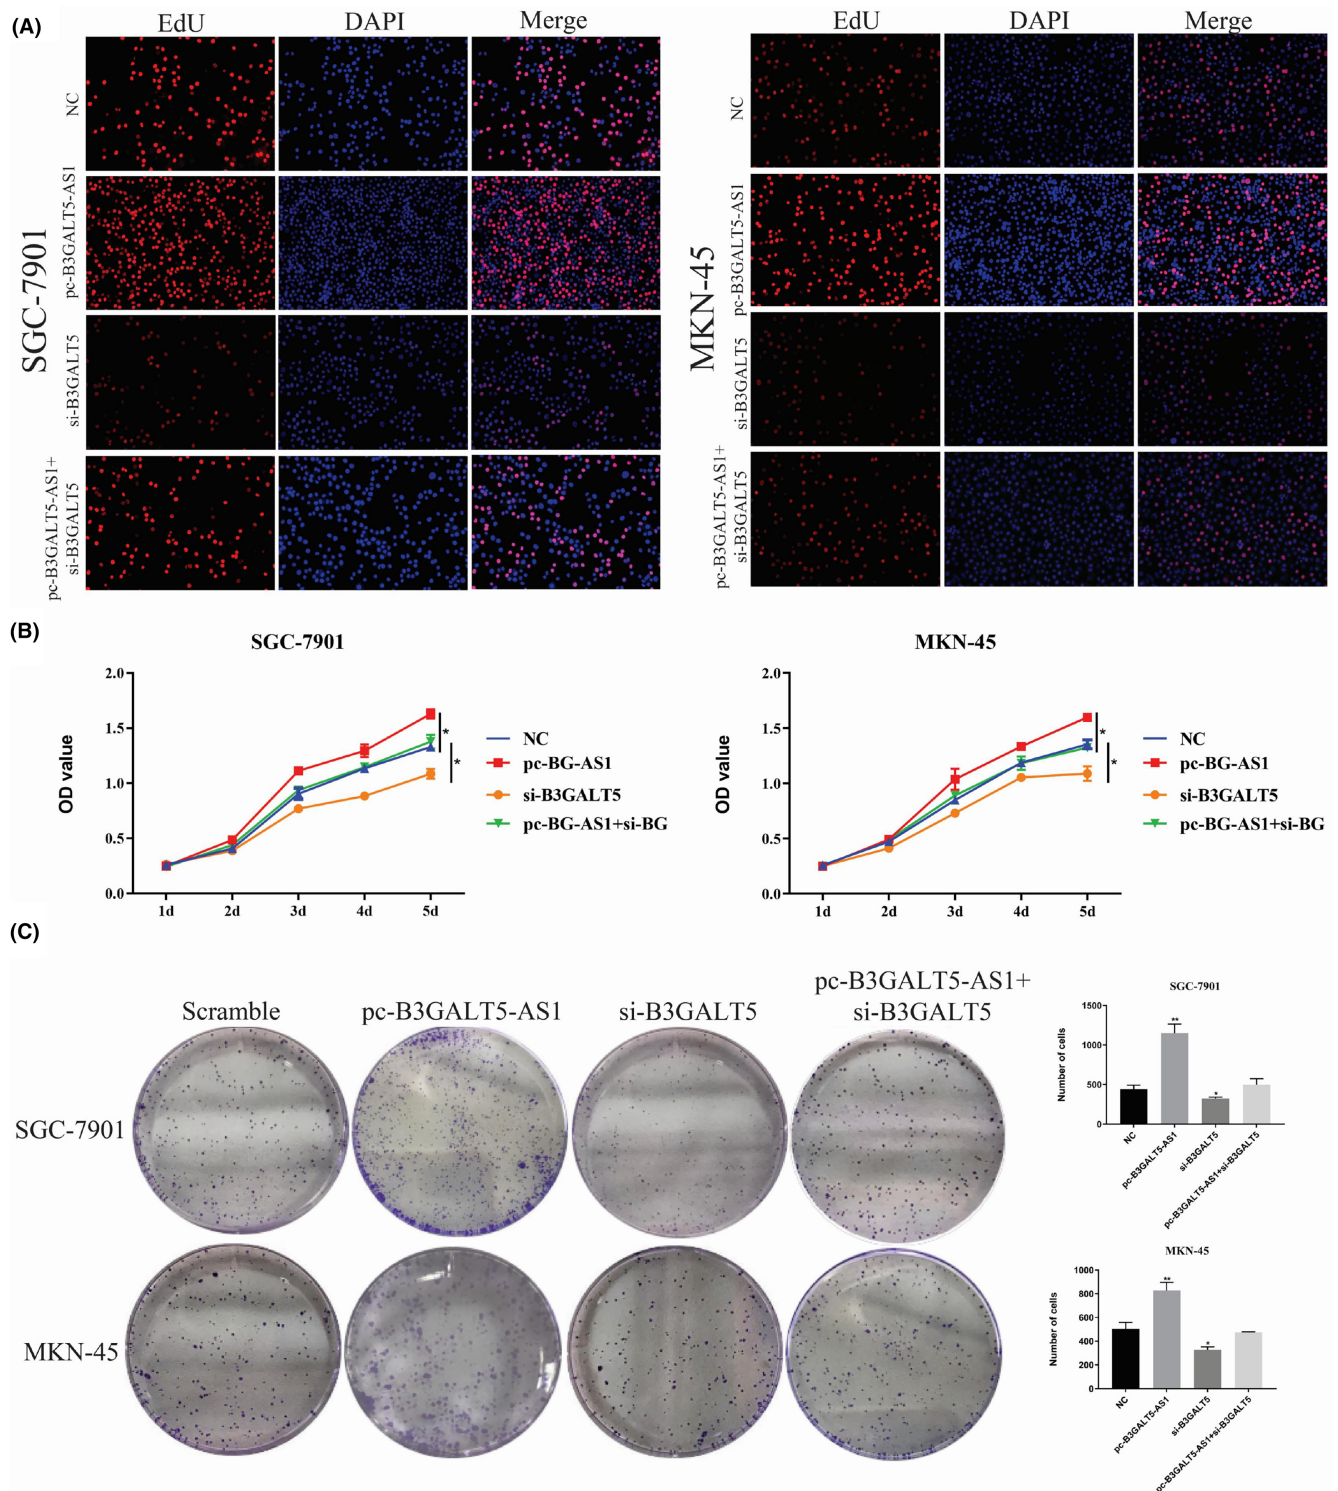 (A)
EdU DAPI Merge
EdU DAPI Merge
SGC-7901
NC
pc-B3GALT5-AS1
si-B3GALT5
pc-B3GALT5-AS1+
si-B3GALT5
MKN-45
NC
pc-B3GALT5-AS1
si-B3GALT5
pc-B3GALT5-AS1+
si-B3GALT5
(B)
SGC-7901
OD value
2.0
1.5
1.0
0.5
0.0
1d 2d 3d 4d 5d
*
*
NC
pc-BG-AS1
si-B3GALT5
pc-BG-AS1+si-BG
MKN-45
OD value
2.0
1.5
1.0
0.5
0.0
1d 2d 3d 4d 5d
*
*
NC
pc-BG-AS1
si-B3GALT5
pc-BG-AS1+si-BG
(C)
Scramble pc-B3GALT5-AS1 si-B3GALT5 pc-B3GALT5-AS1+
si-B3GALT5
SGC-7901
MKN-45
SGC-7901
Number of cells
1500
1000
500
0
**
*
NC
pc-B3GALT5-AS1
si-B3GALT5
pc-B3GALT5-AS1+si-B3GALT5
MKN-45
Number of cells
1000
800
600
400
200
0
**
*
NC
pc-B3GALT5-AS1
si-B3GALT5
pc-B3GALT5-AS1+si-B3GALT5